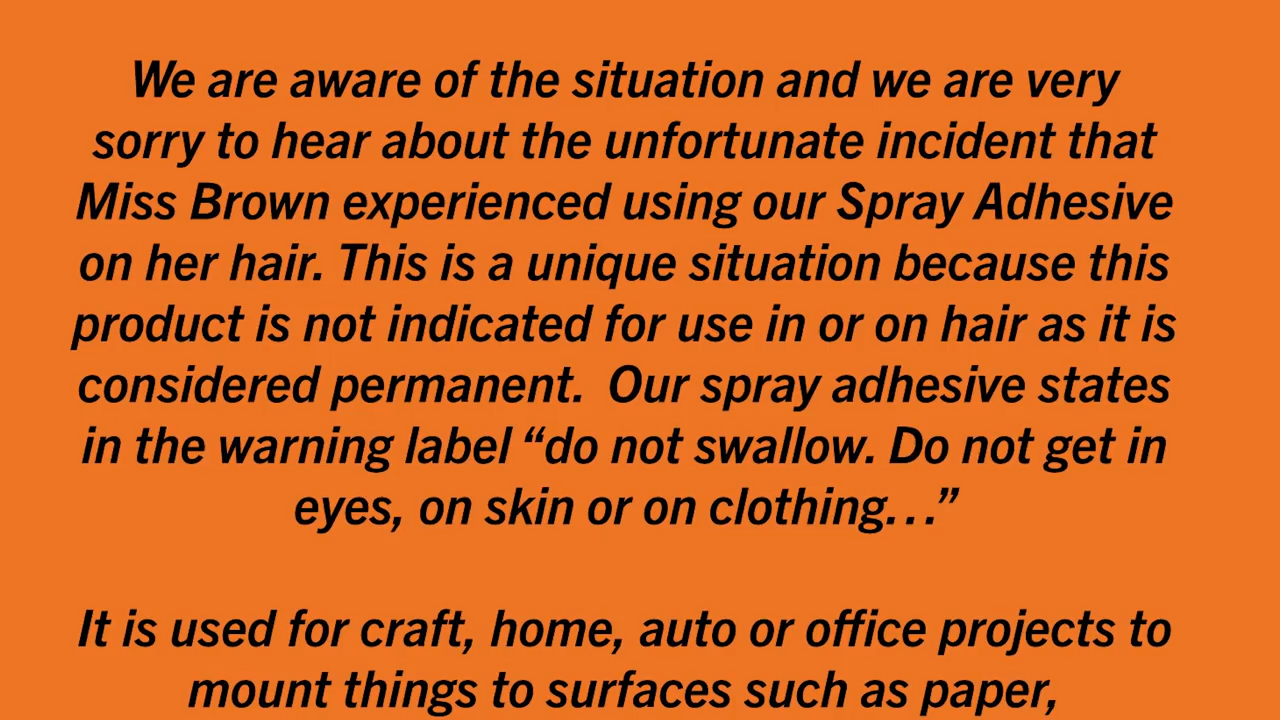 We are aware of the situation and we are very
sorry to hear about the unfortunate incident that
Miss Brown experienced using our Spray Adhesive
on her hair. This is a unique situation because this
product is not indicated for use in or on hair as it is
considered permanent.  Our spray adhesive states
in the warning label “do not swallow. Do not get in
eyes, on skin or on clothing…”
It is used for craft, home, auto or office projects to
mount things to surfaces such as paper,